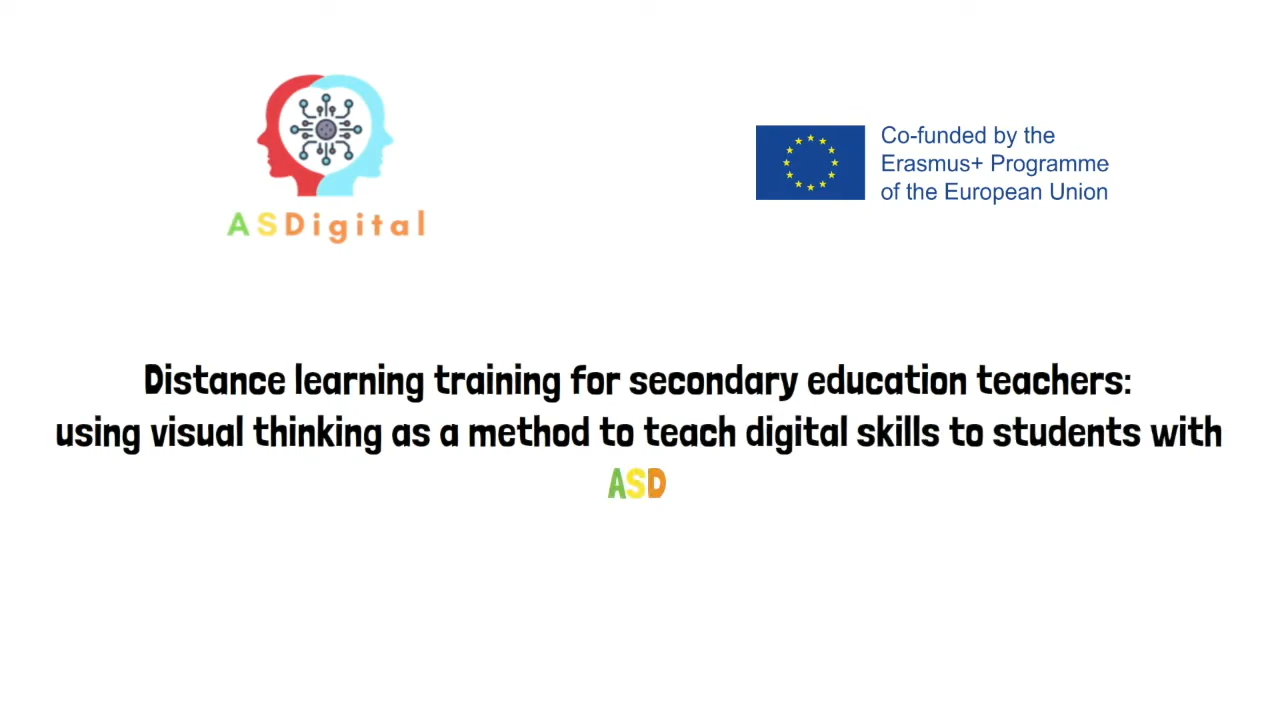 ASDigital
Co-funded by the
Erasmus+ Programme
of the European Union
Distance learning training for secondary education teachers:
using visual thinking as a method to teach digital skills to students with
ASD